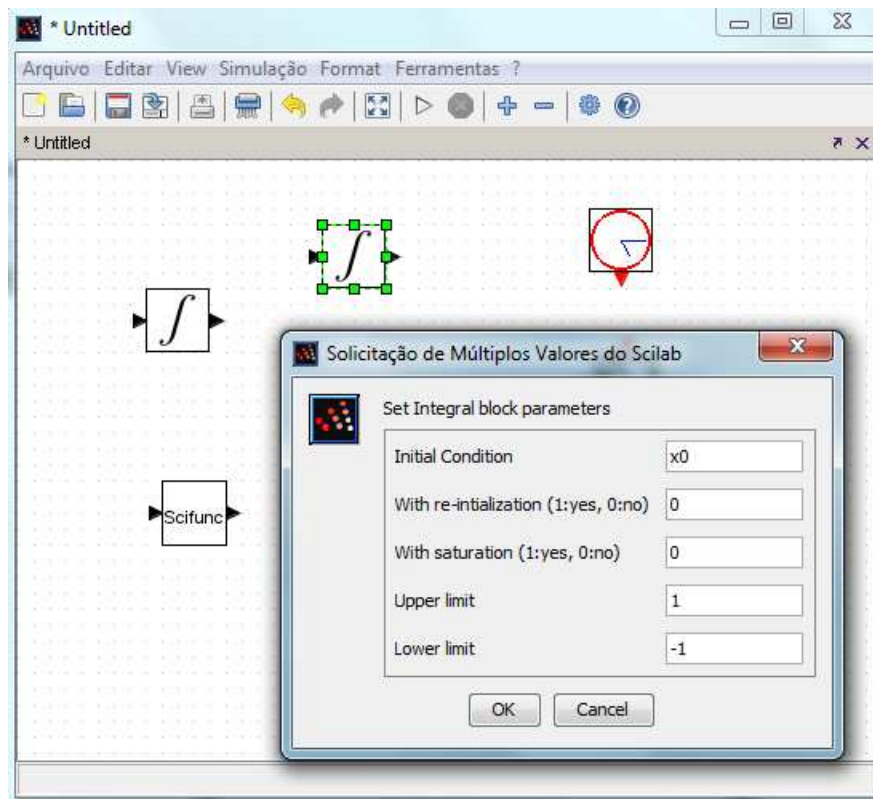 * Untitled
Arquivo Editar View Simulação Format Ferramentas ?
* Untitled
Scifunc
Solicitação de Múltiplos Valores do Scilab
Set Integral block parameters
Initial Condition x0
With re-intialization (1:yes, 0:no) 0
With saturation (1:yes, 0:no) 0
Upper limit 1
Lower limit -1
OK Cancel